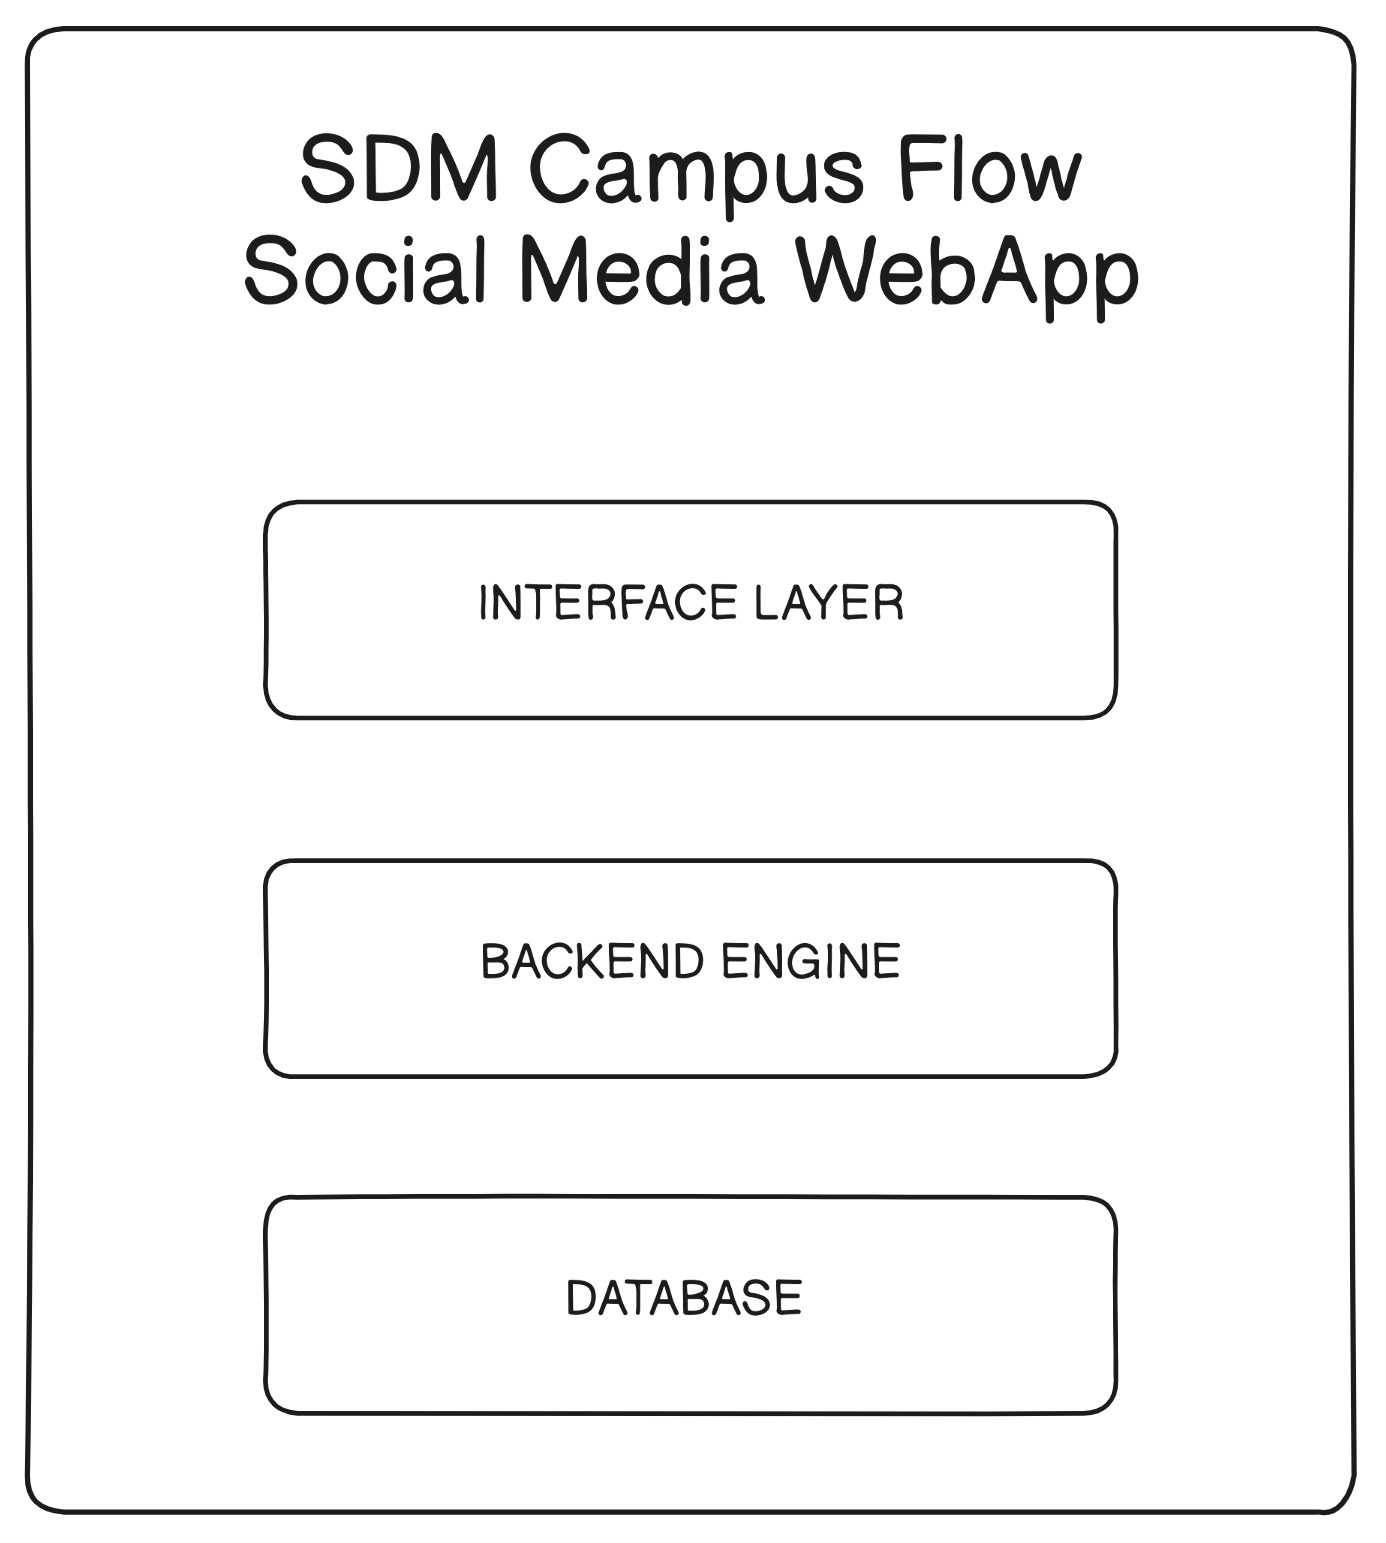 SDM Campus Flow
Social Media WebApp
INTERFACE LAYER
BACKEND ENGINE
DATABASE